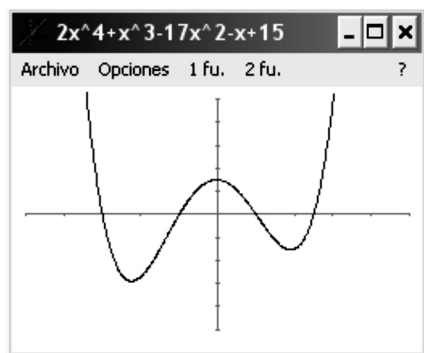 2x^4+x^3-17x^2-x+15
Archivo Opciones 1 fu. 2 fu. ?